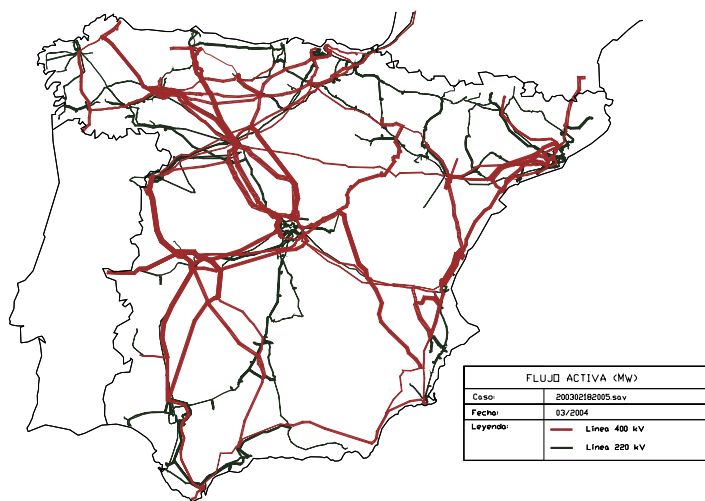 FLUJO ACTIVA (MW)
Caso: 200302182005.sav
Fecha: 03/2004
Leyenda: Línea 400 kV
Línea 220 kV